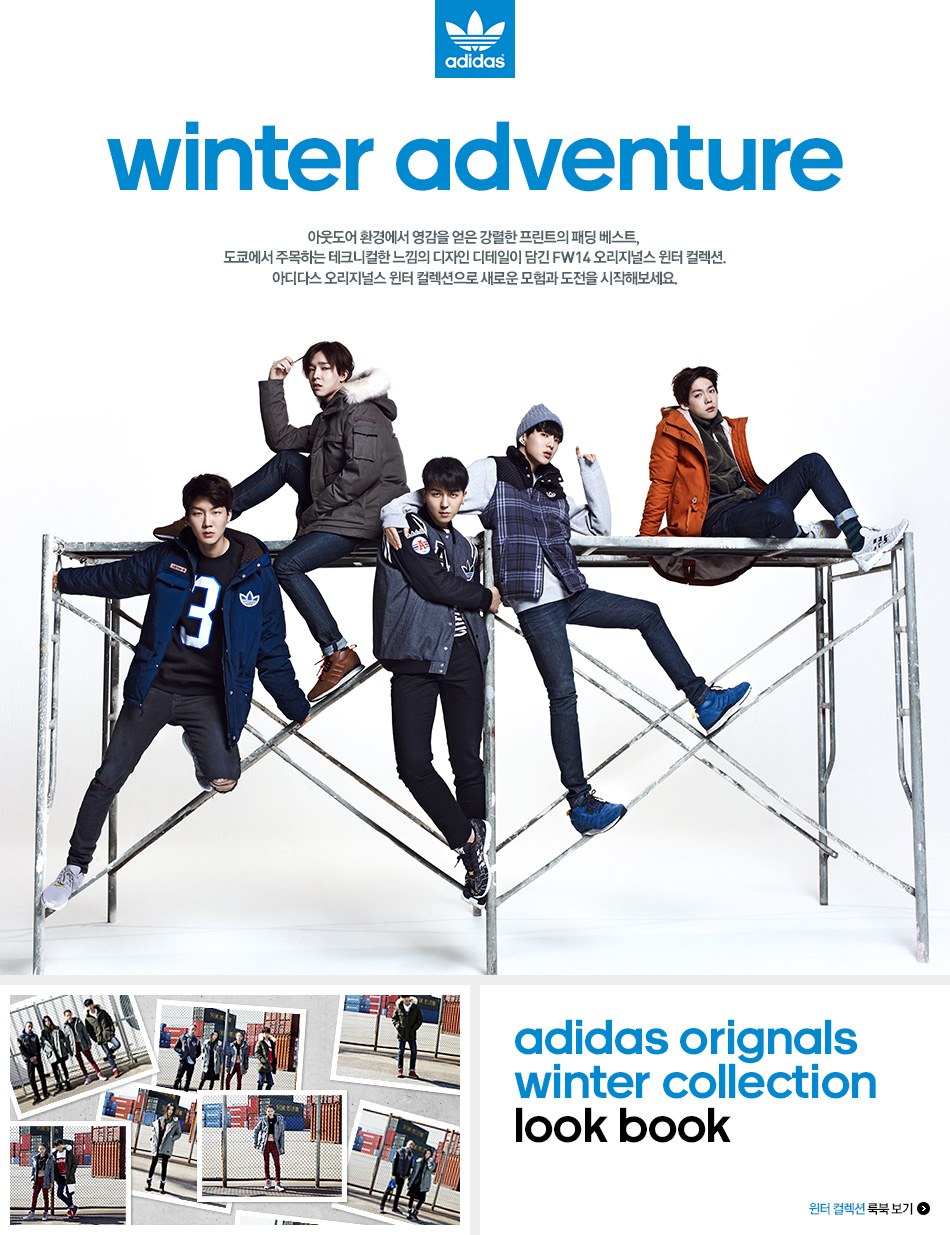 adidas
winter adventure
아웃도어 환경에서 영감을 얻은 강렬한 프린트의 패딩 베스트,
도쿄에서 주목하는 테크니컬한 느낌의 디자인 디테일이 담긴 FW14 오리지널스 윈터 컬렉션.
아디다스 오리지널스 윈터 컬렉션으로 새로운 모험과 도전을 시작해보세요.
3
adidas orignals
winter collection
look book
윈터 컬렉션 룩북 보기